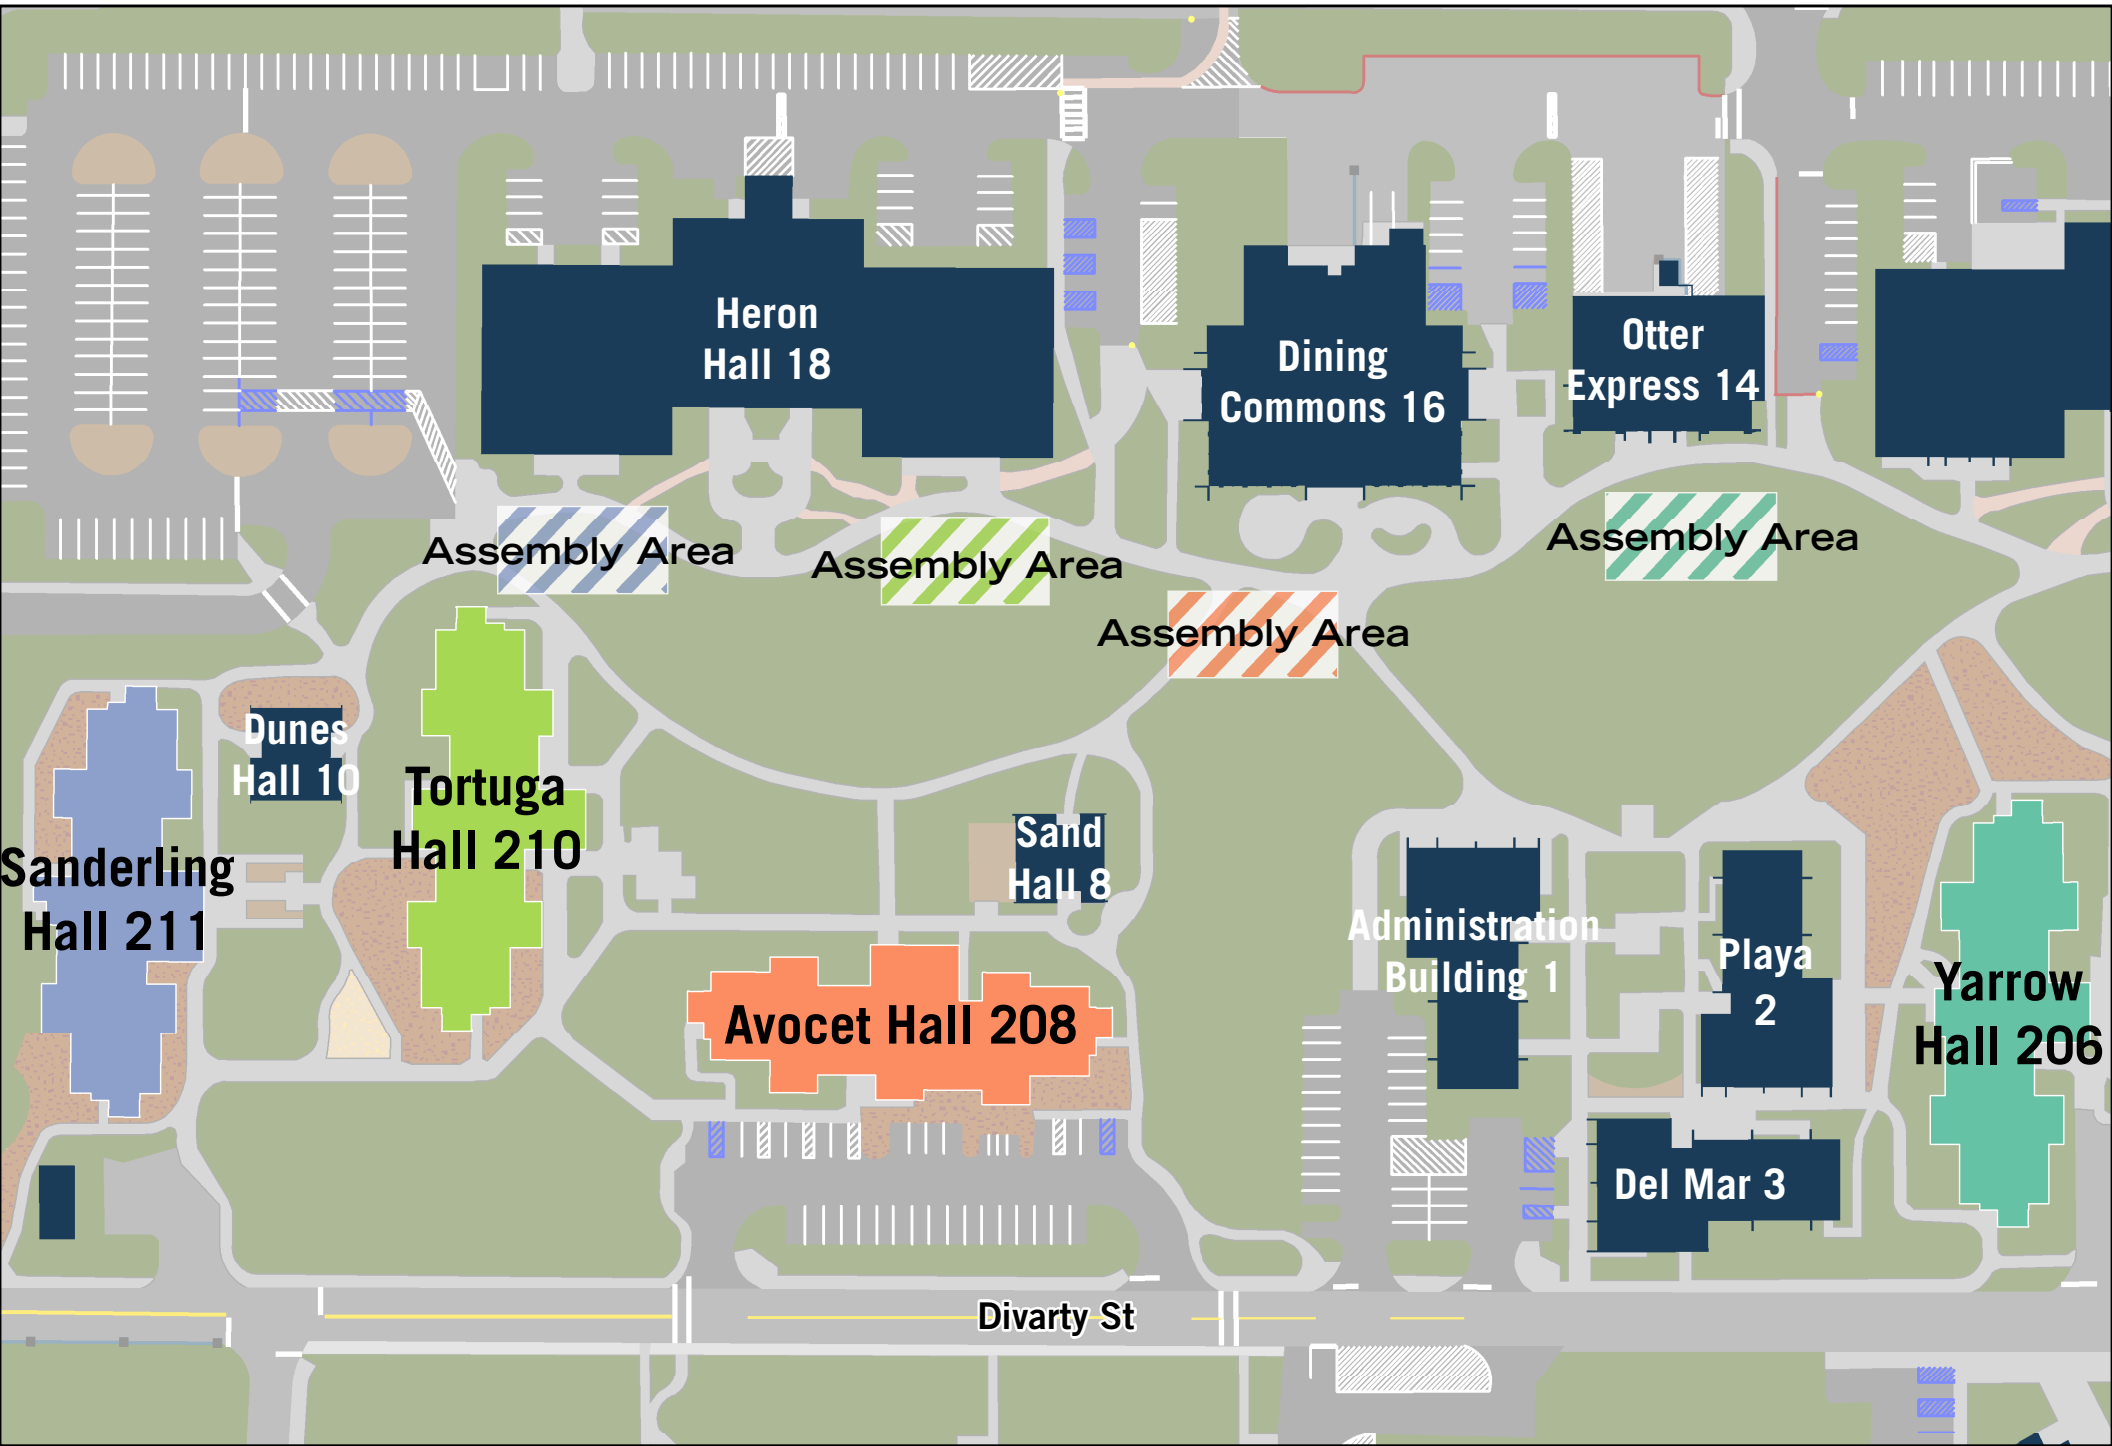 Heron
Hall 18
Dining
Commons 16
Otter
Express 14
Assembly Area
Assembly Area
Assembly Area
Assembly Area
Dunes
Hall 10
Tortuga
Hall 210
Sanderling
Hall 211
Sand
Hall 8
Avocet Hall 208
Administration
Building 1
Playa
2
Yarrow
Hall 206
Del Mar 3
Divarty St